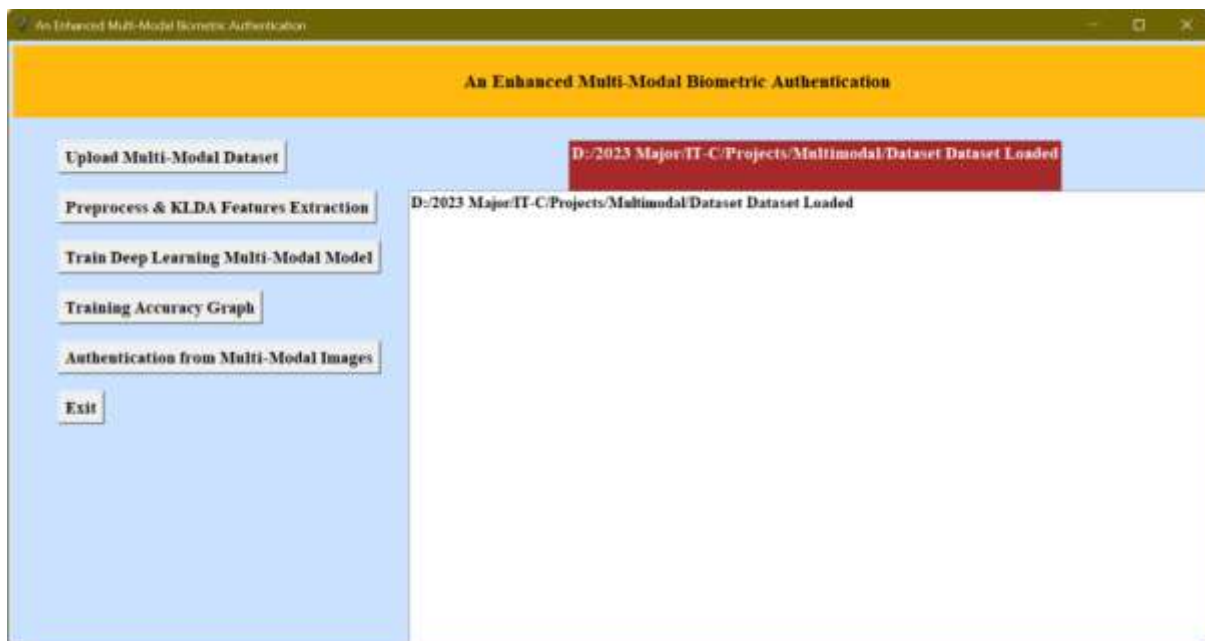 An Enhanced Multi-Modal Biometric Authentication
An Enhanced Multi-Modal Biometric Authentication
Upload Multi-Modal Dataset
D:/2023 Major/IT-C/Projects/Multimodal/Dataset Dataset Loaded
Preprocess & KLDA Features Extraction
D:/2023 Major/IT-C/Projects/Multimodal/Dataset Dataset Loaded
Train Deep Learning Multi-Modal Model
Training Accuracy Graph
Authentication from Multi-Modal Images
Exit